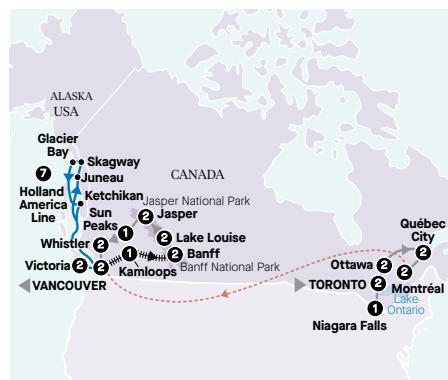 ALASKA
USA
Glacier
Bay
Skagway
7
Juneau
Holland
America
Line
Ketchikan
CANADA
Jasper National Park
2
Jasper
Sun
Peaks
1
Whistler
2
2
Lake Louise
1
2
Banff
Victoria
2
2
Kamloops
Banff National Park
VANCOUVER
Québec
City
2
Ottawa
2
2
Montréal
TORONTO
2
Lake
Ontario
1
Niagara Falls